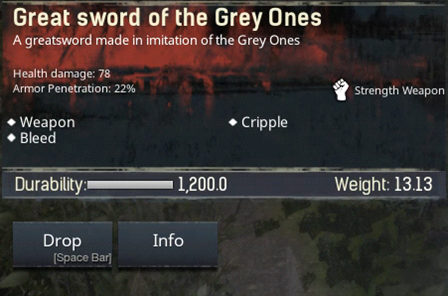 Great sword of the Grey Ones
A greatsword made in imitation of the Grey Ones
Health damage: 78
Armor Penetration: 22%
Strength Weapon
Weapon
Cripple
Bleed
Durability: 1,200.0
Weight: 13.13
Drop
[Space Bar]
Info